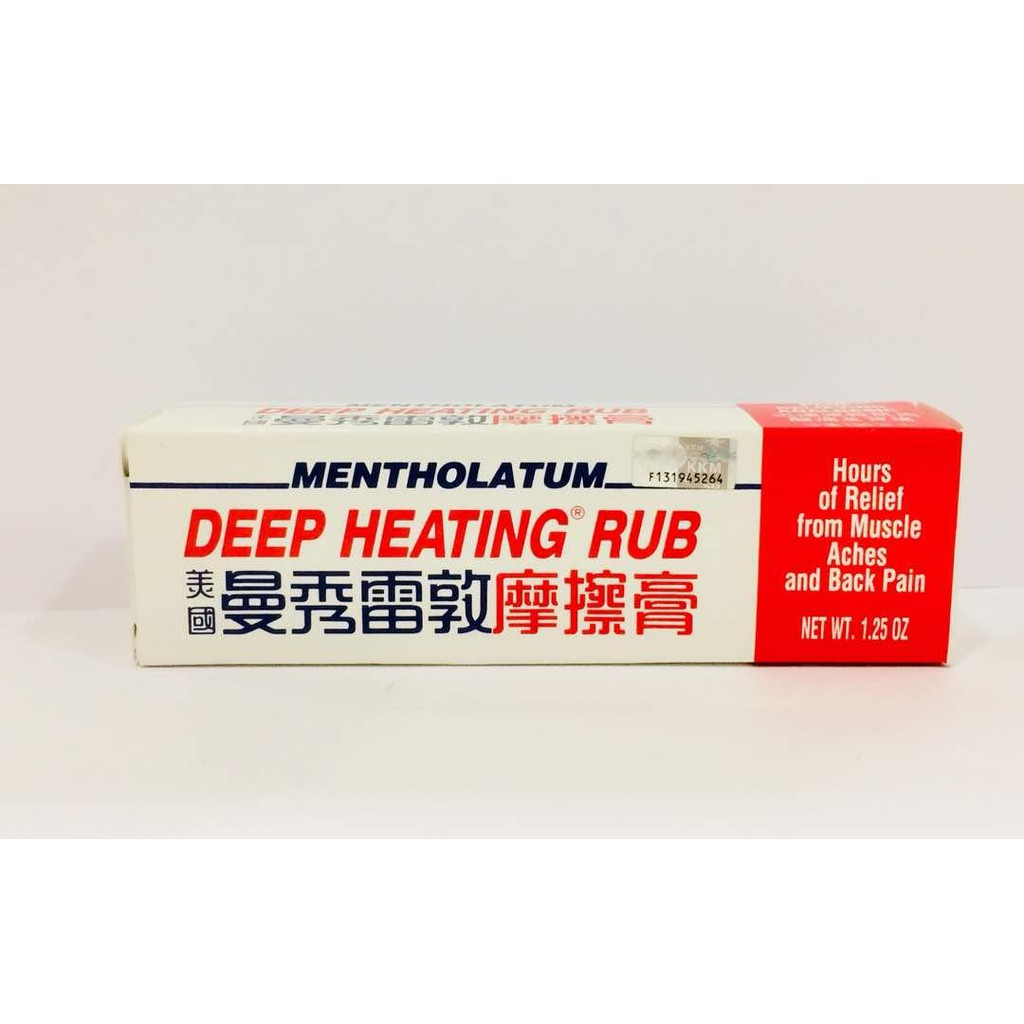 DEEP HEATING RUB
曼秀雷敦摩擦膏
MENTHOLATUM
KKM
F131945264
DEEP HEATING® RUB
美國曼秀雷敦摩擦膏
Hours
of Relief
from Muscle
Aches
and Back Pain
NET WT. 1.25 OZ